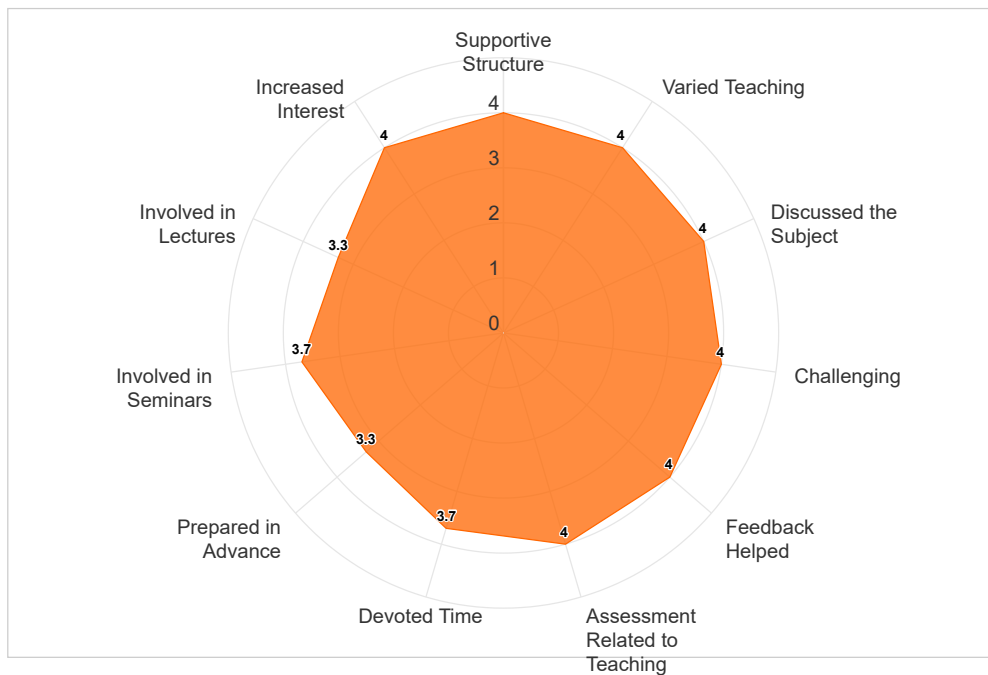 Supportive
Structure
Increased
Interest
Varied Teaching
4
4
4
3
Involved in
Lectures
Discussed the
Subject
3.3
2
4
1
0
3.7
4
Involved in
Seminars
Challenging
3.3
4
Prepared in
Advance
Feedback
Helped
3.7
4
Devoted Time
Assessment
Related to
Teaching